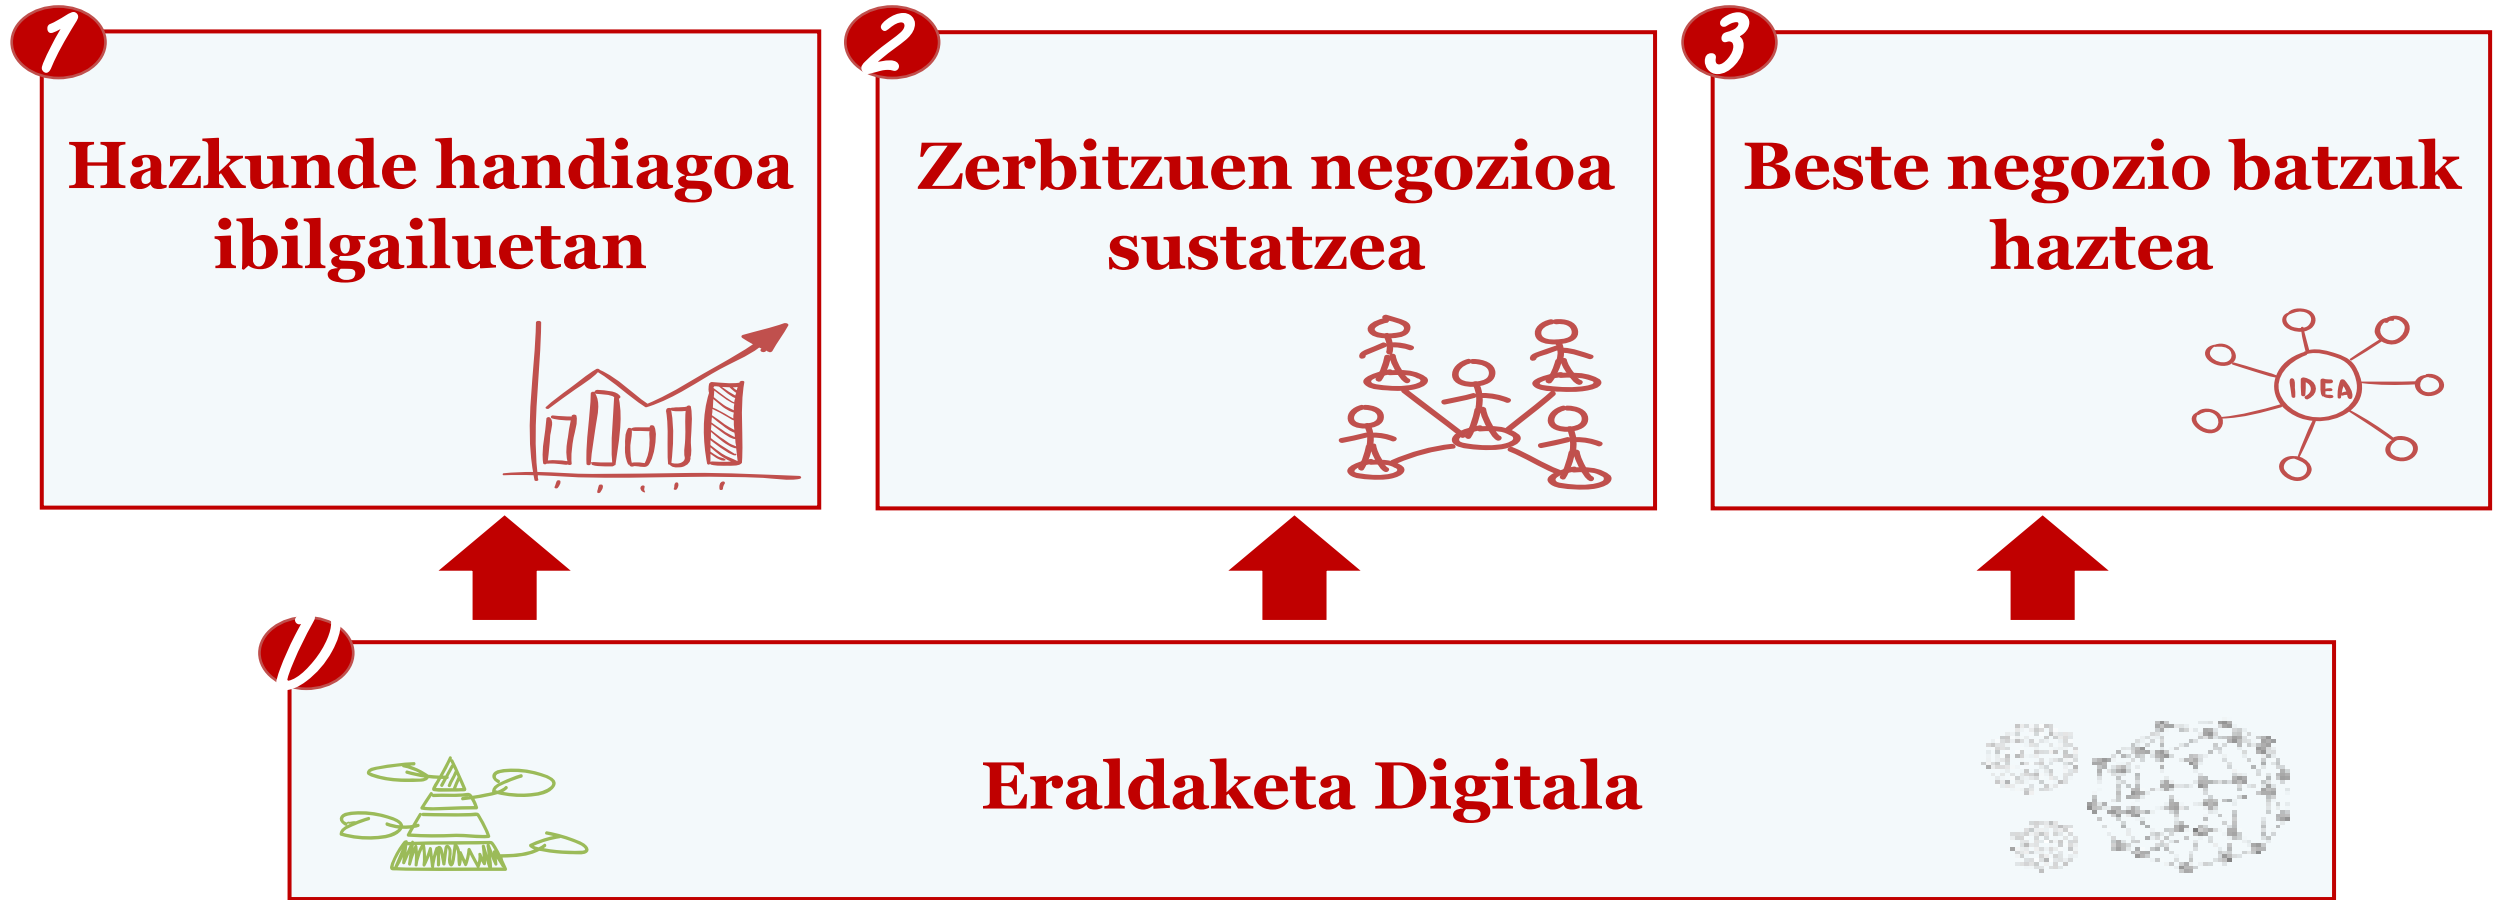 1
Hazkunde handiagoa
ibilgailuetan
2
Zerbitzuen negozioa
sustatzea
3
Beste negozio batzuk
haztea
IDEA
Eraldaketa Digitala